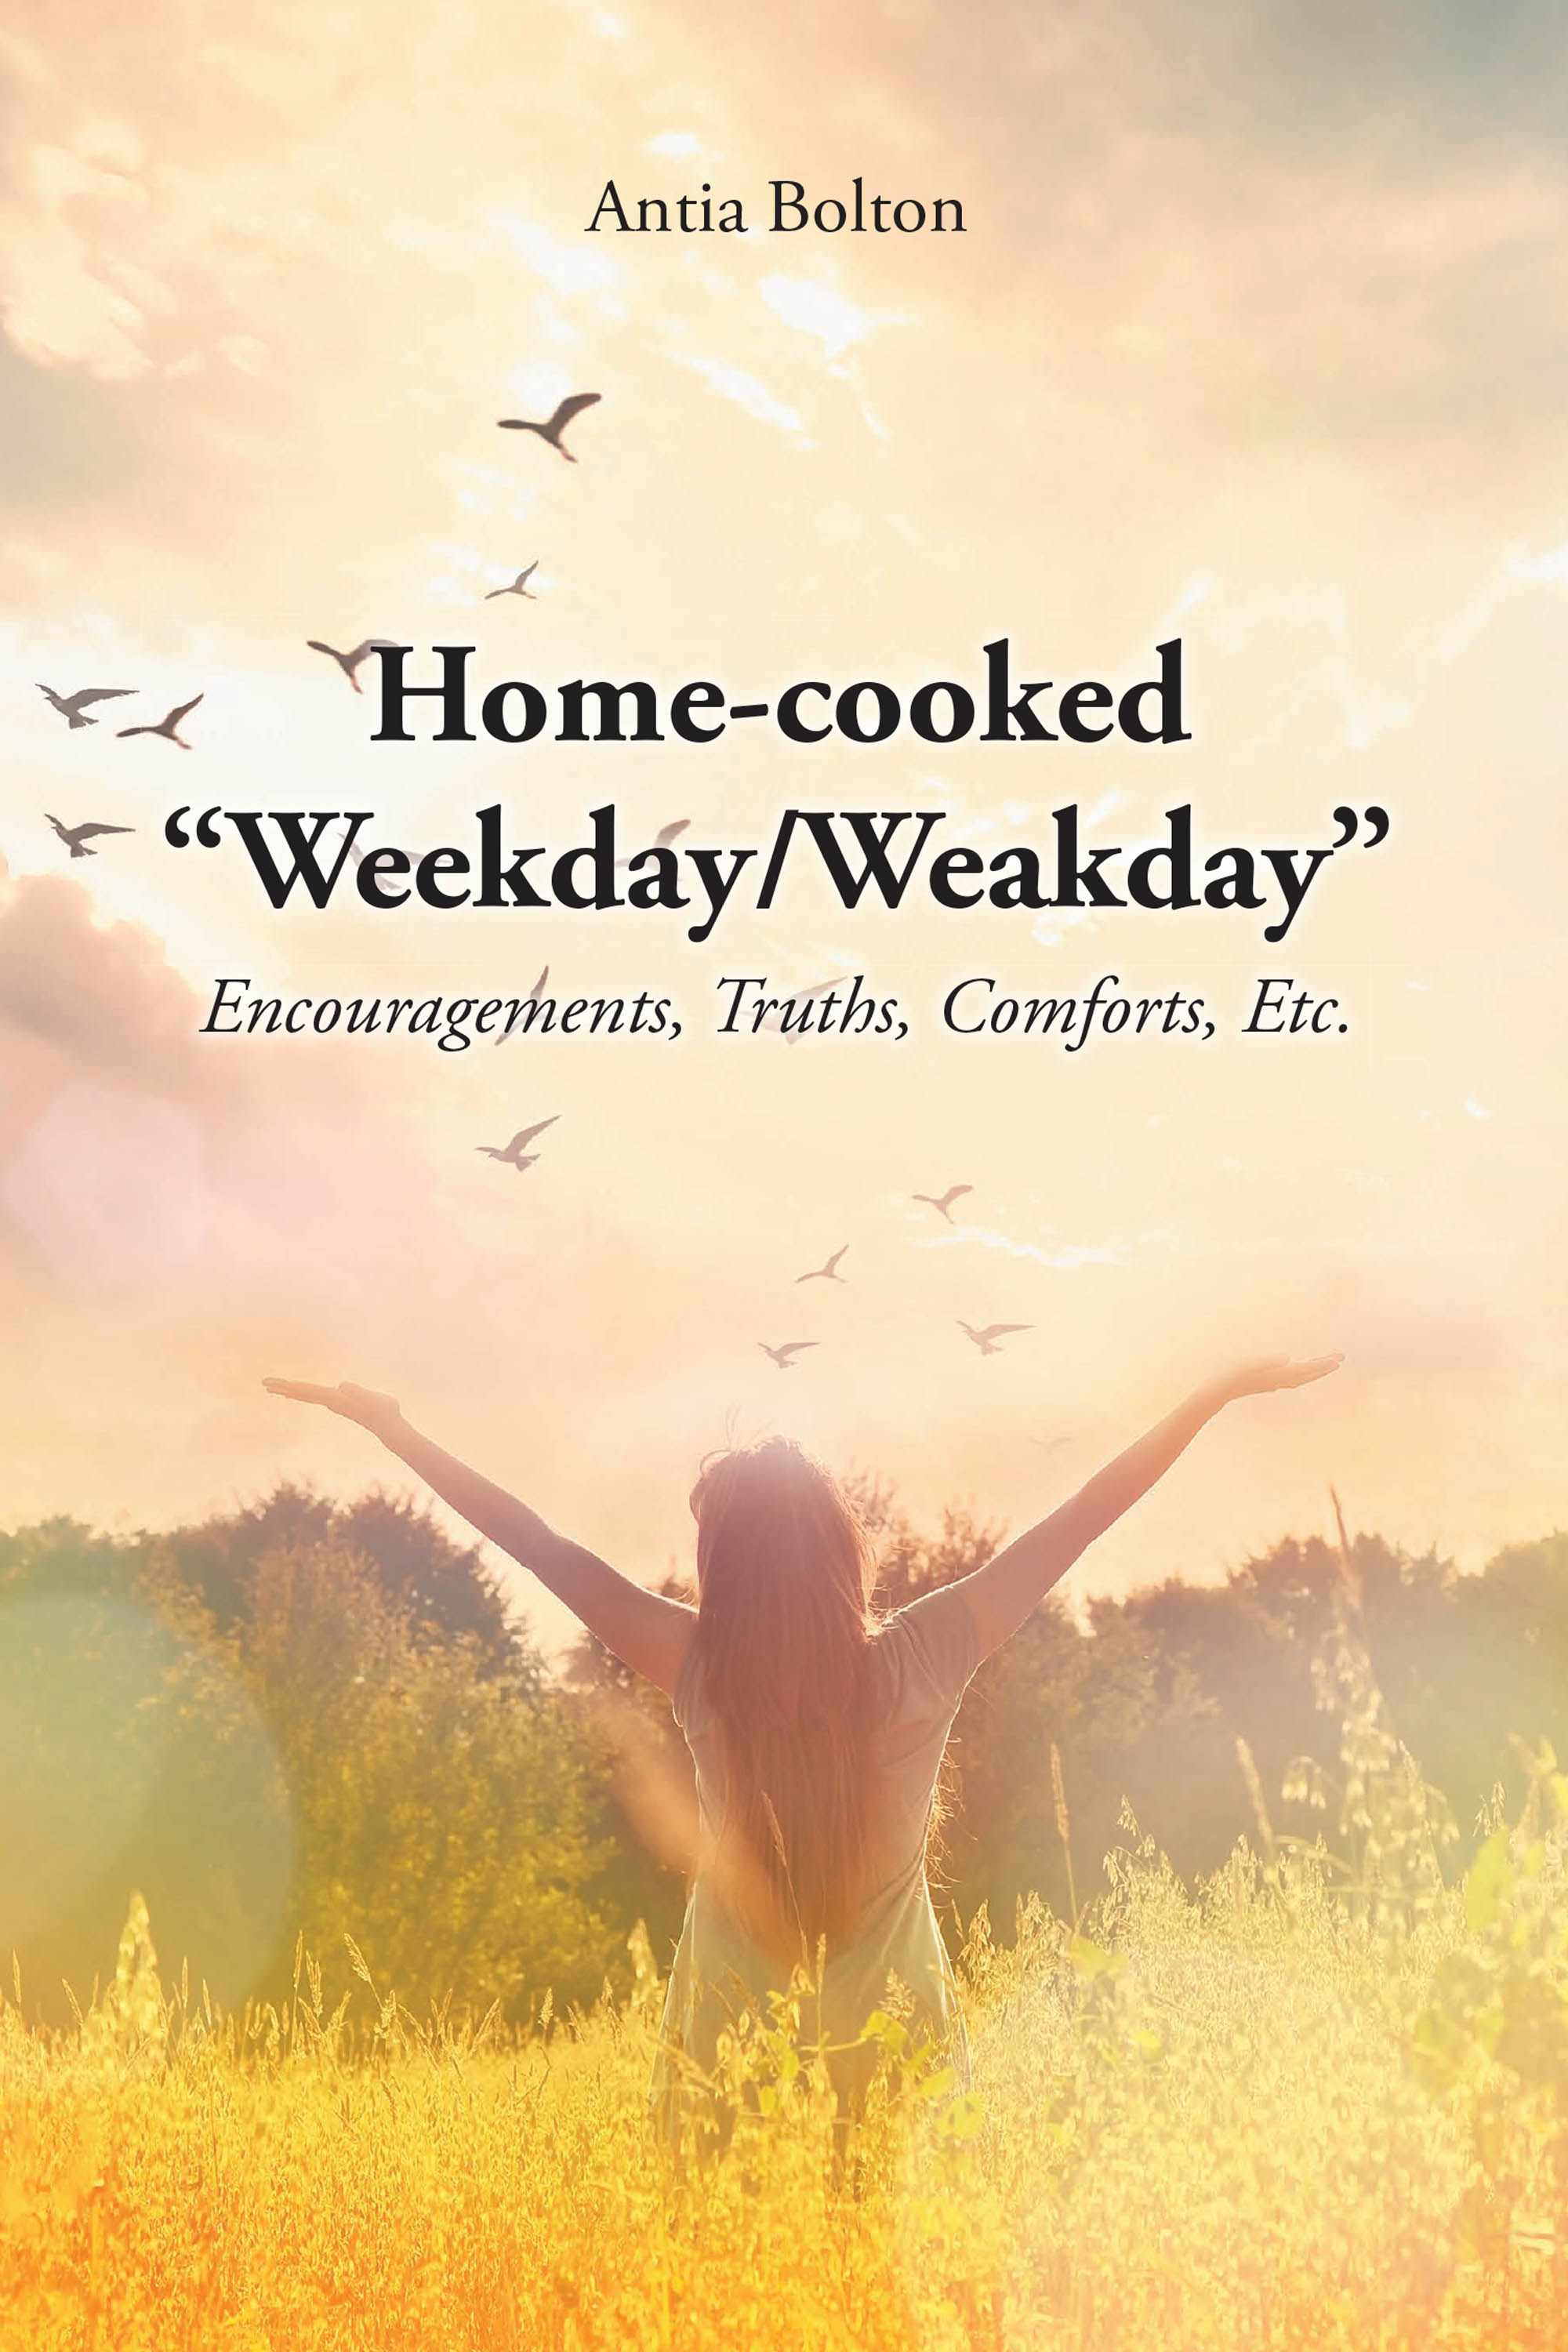 Antia Bolton
Home-cooked
“Weekday/Weakday”
Encouragements, Truths, Comforts, Etc.